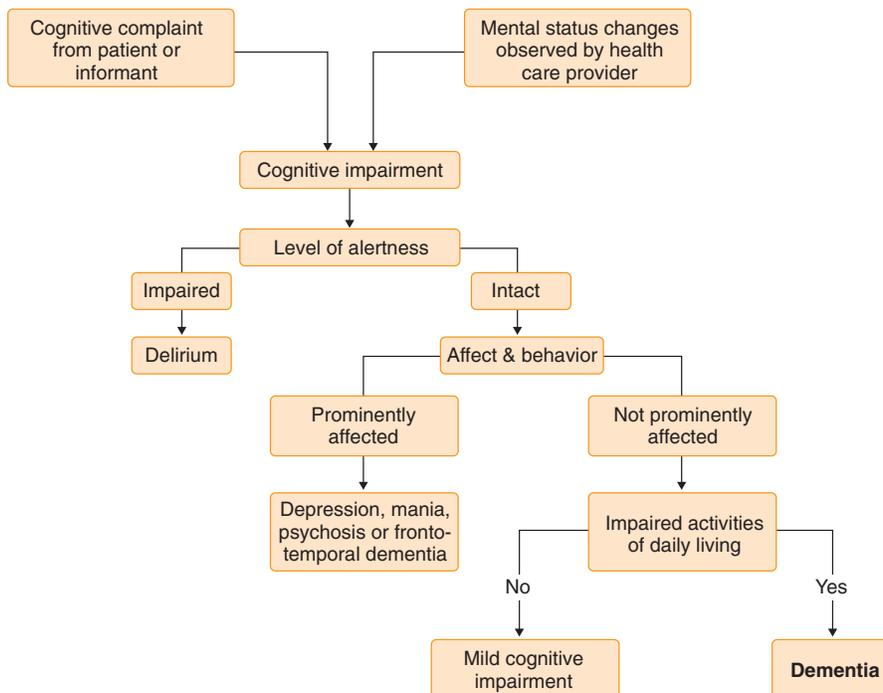 Cognitive complaint
from patient or
informant
Mental status changes
observed by health
care provider
Cognitive impairment
Level of alertness
Impaired
Intact
Delirium
Affect & behavior
Prominently
affected
Not prominently
affected
Depression, mania,
psychosis or fronto-
temporal dementia
Impaired activities
of daily living
No
Yes
Mild cognitive
impairment
Dementia